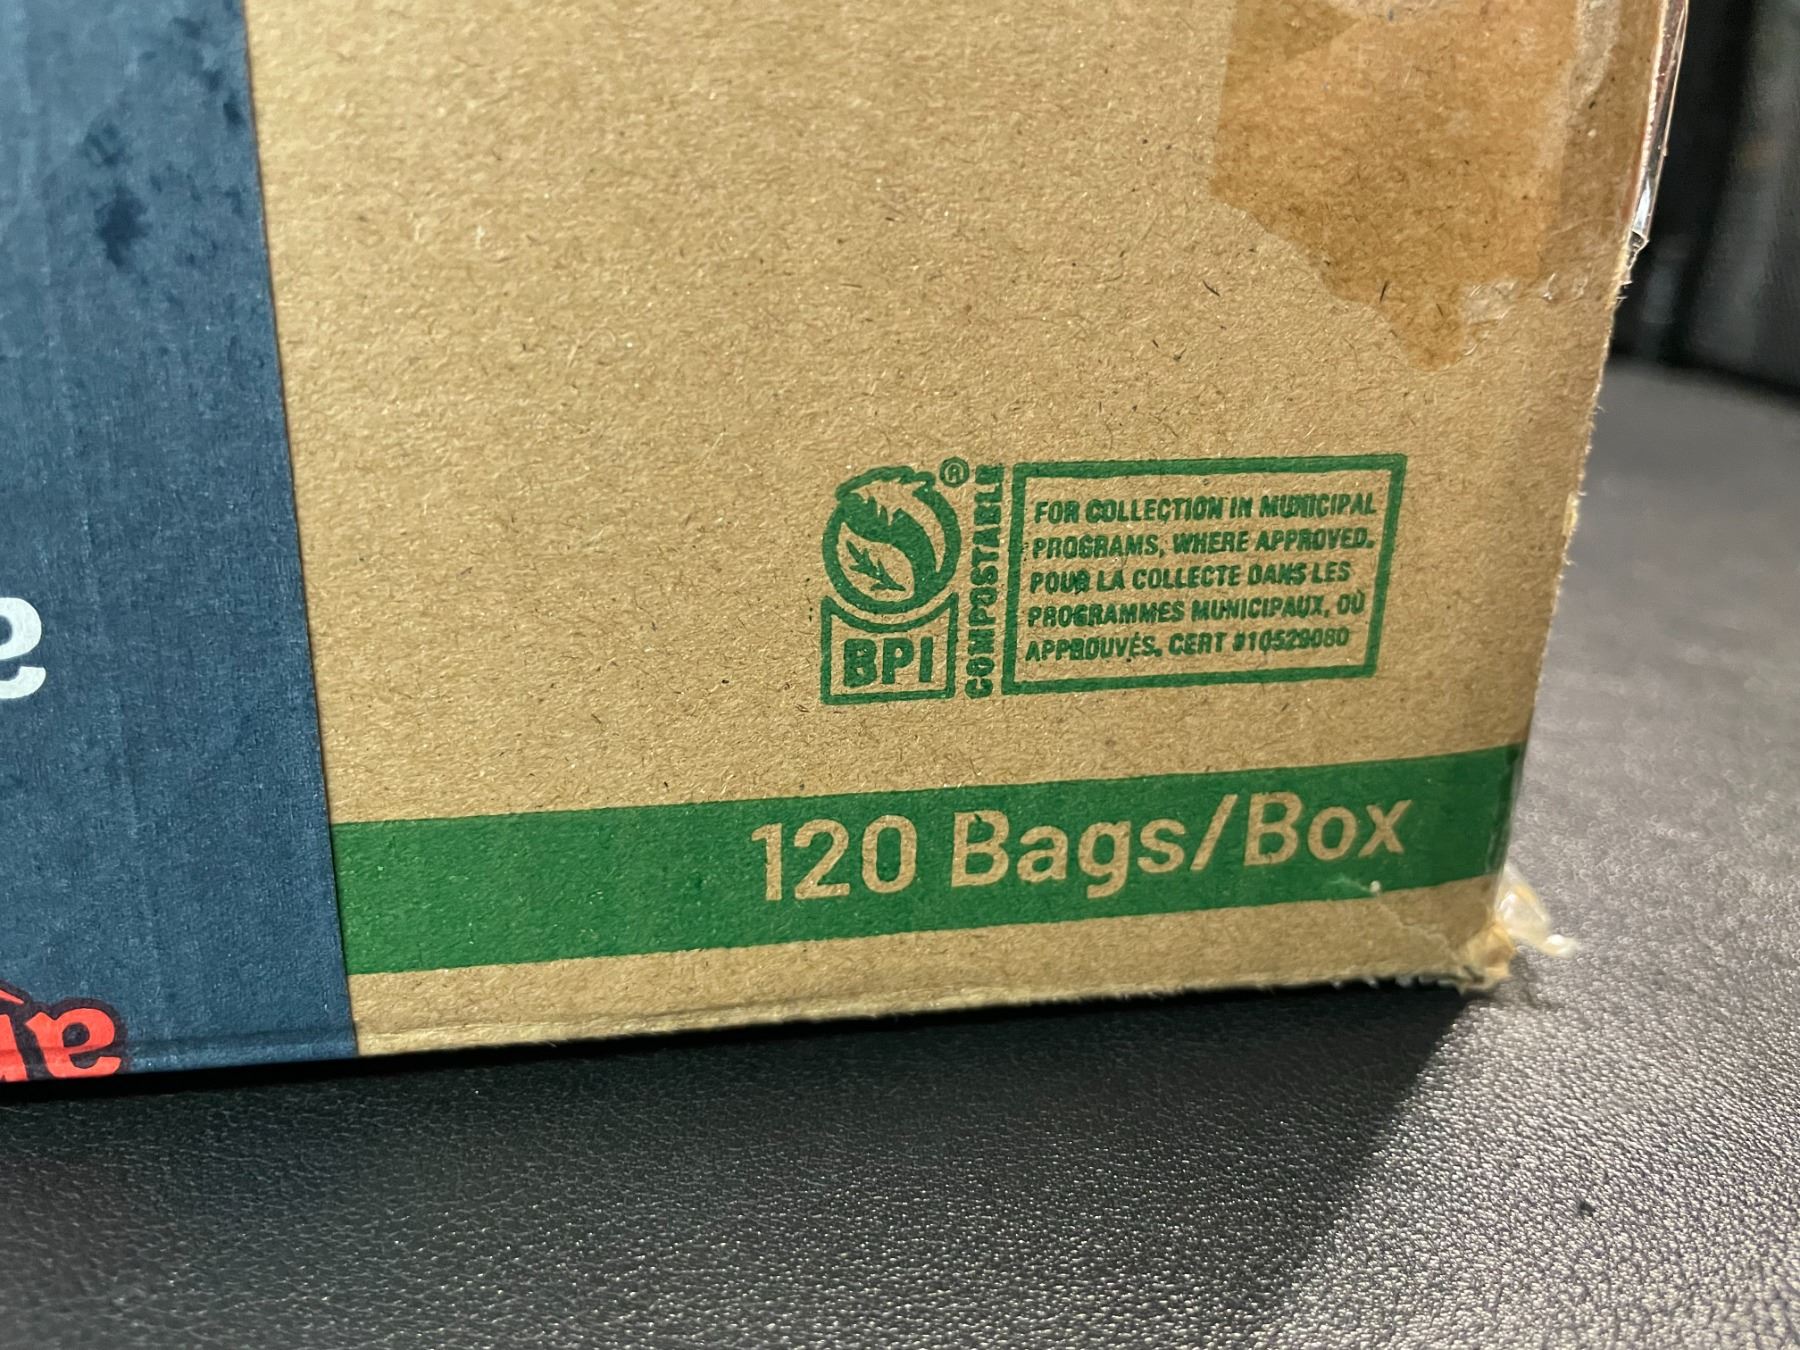 ®
COMPOSTABLE
BPI
FOR COLLECTION IN MUNICIPAL
PROGRAMS, WHERE APPROVED.
POUR LA COLLECTE DANS LES
PROGRAMMES MUNICIPAUX, OÙ
APPROUVÉS. CERT #10529080
120 Bags/Box